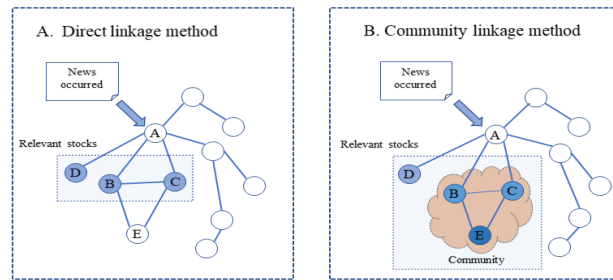 A. Direct linkage method
News
occurred
A
Relevant stocks
D
B
C
E
B. Community linkage method
News
occurred
A
Relevant stocks
D
B
C
E
Community